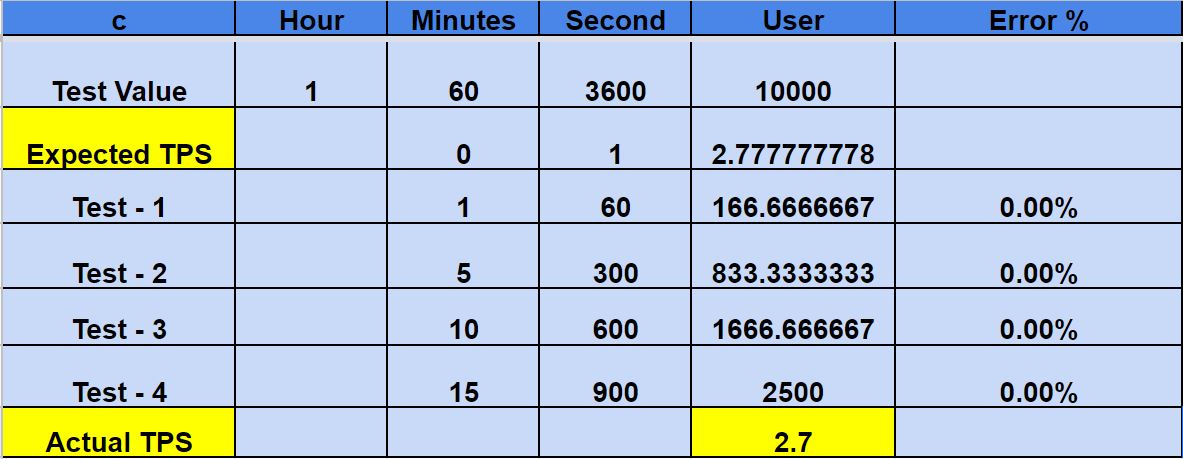 c Hour Minutes Second User Error %
Test Value 1 60 3600 10000
Expected TPS 0 1 2.777777778
Test - 1 1 60 166.6666667 0.00%
Test - 2 5 300 833.3333333 0.00%
Test - 3 10 600 1666.666667 0.00%
Test - 4 15 900 2500 0.00%
Actual TPS 2.7